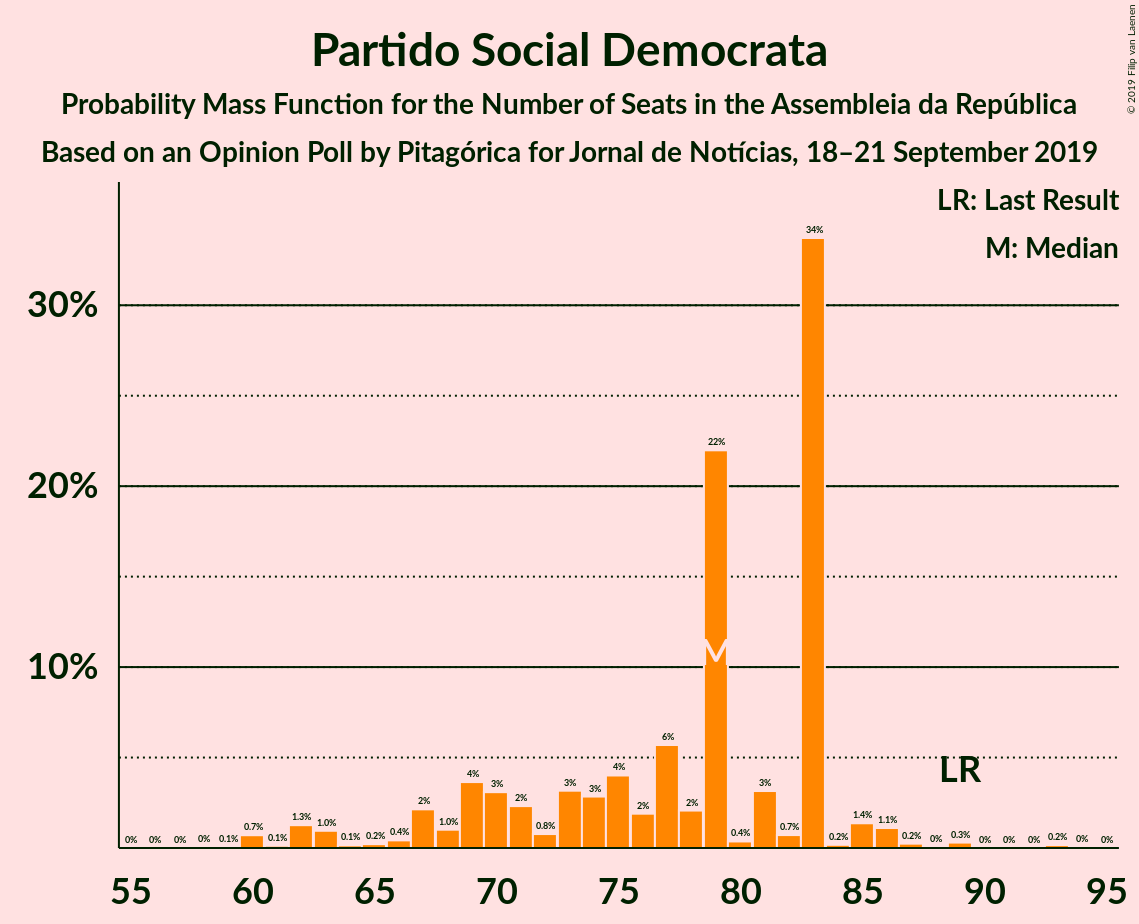 Partido Social Democrata
Probability Mass Function for the Number of Seats in the Assembleia da República
Based on an Opinion Poll by Pitagórica for Jornal de Notícias, 18–21 September 2019
© 2019 Filip van Laenen
LR: Last Result
M: Median
30%
20%
10%
0% 0% 0% 0% 0.1% 0.7% 0.1% 1.3% 1.0% 0.1% 0.2% 0.4% 2% 1.0% 4% 3% 2% 0.8% 3% 3% 4% 2% 6% 2% 22% 0.4% 3% 0.7% 34% 0.2% 1.4% 1.1% 0.2% 0% 0.3% 0% 0% 0% 0.2% 0% 0%
M
LR
55 60 65 70 75 80 85 90 95